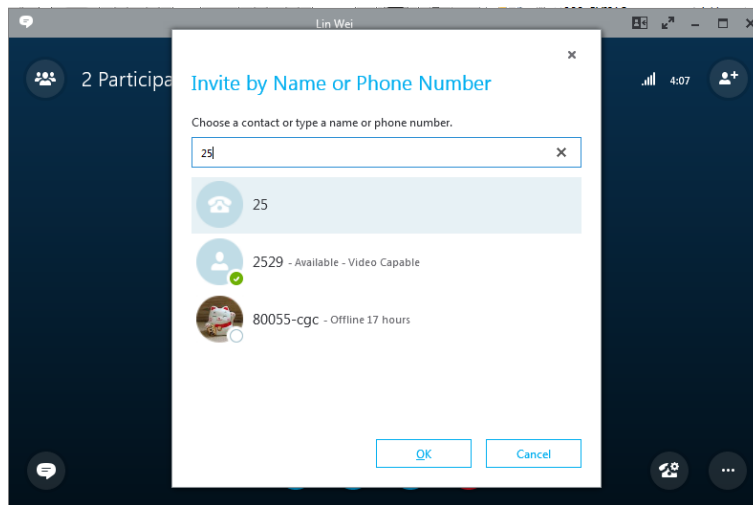 Lin Wei
2 Participa
4:07
Invite by Name or Phone Number
Choose a contact or type a name or phone number.
25
25
2529 - Available - Video Capable
80055-cgc - Offline 17 hours
OK
Cancel